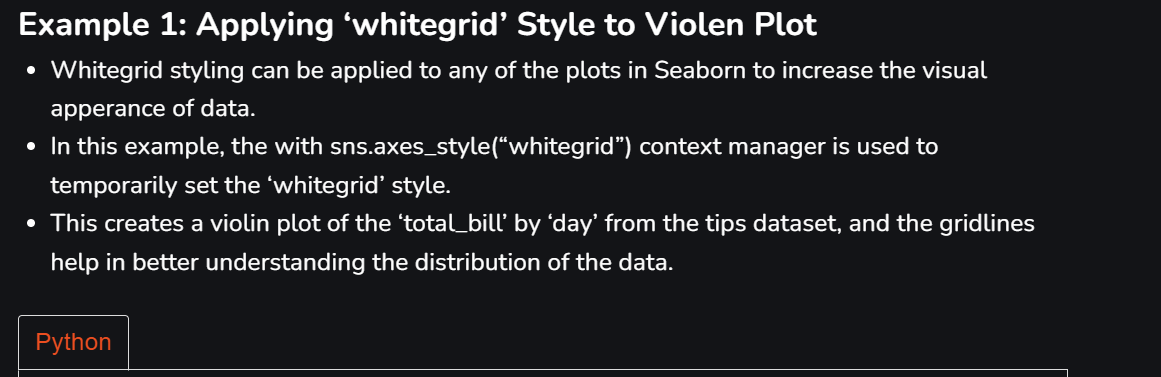 Example 1: Applying ‘whitegrid’ Style to Violen Plot
• Whitegrid styling can be applied to any of the plots in Seaborn to increase the visual
apperance of data.
• In this example, the with sns.axes_style(“whitegrid”) context manager is used to
temporarily set the ‘whitegrid’ style.
• This creates a violin plot of the ‘total_bill’ by ‘day’ from the tips dataset, and the gridlines
help in better understanding the distribution of the data.
Python